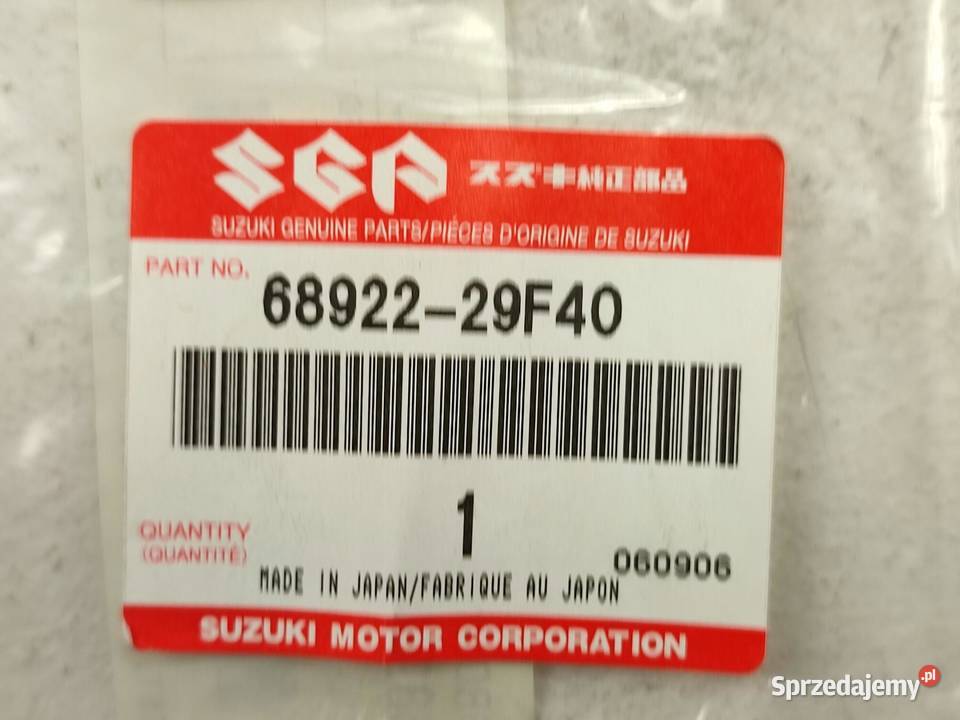 SGP スズキ純正部品
SUZUKI GENUINE PARTS/PIÉCES D'ORIGINE DE SUZUKI
PART NO. 68922-29F40
1
QUANTITY
(QUANTITÉ)
060906
MADE IN JAPAN/FABRIQUE AU JAPON
SUZUKI MOTOR CORPORATION
Sprzedajemy.pl